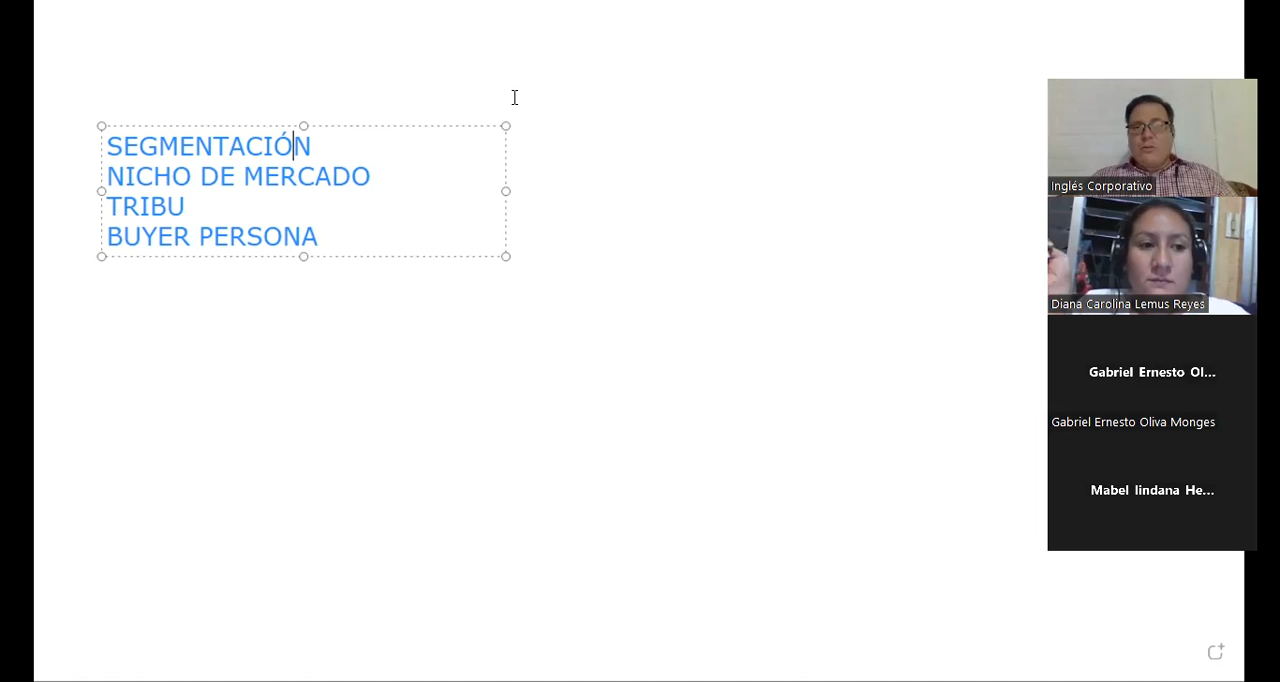 SEGMENTACIÓN
NICHO DE MERCADO
TRIBU
BUYER PERSONA
Inglés Corporativo
Diana Carolina Lemus Reyes
Gabriel Ernesto Ol...
Gabriel Ernesto Oliva Monges
Mabel lindana He...